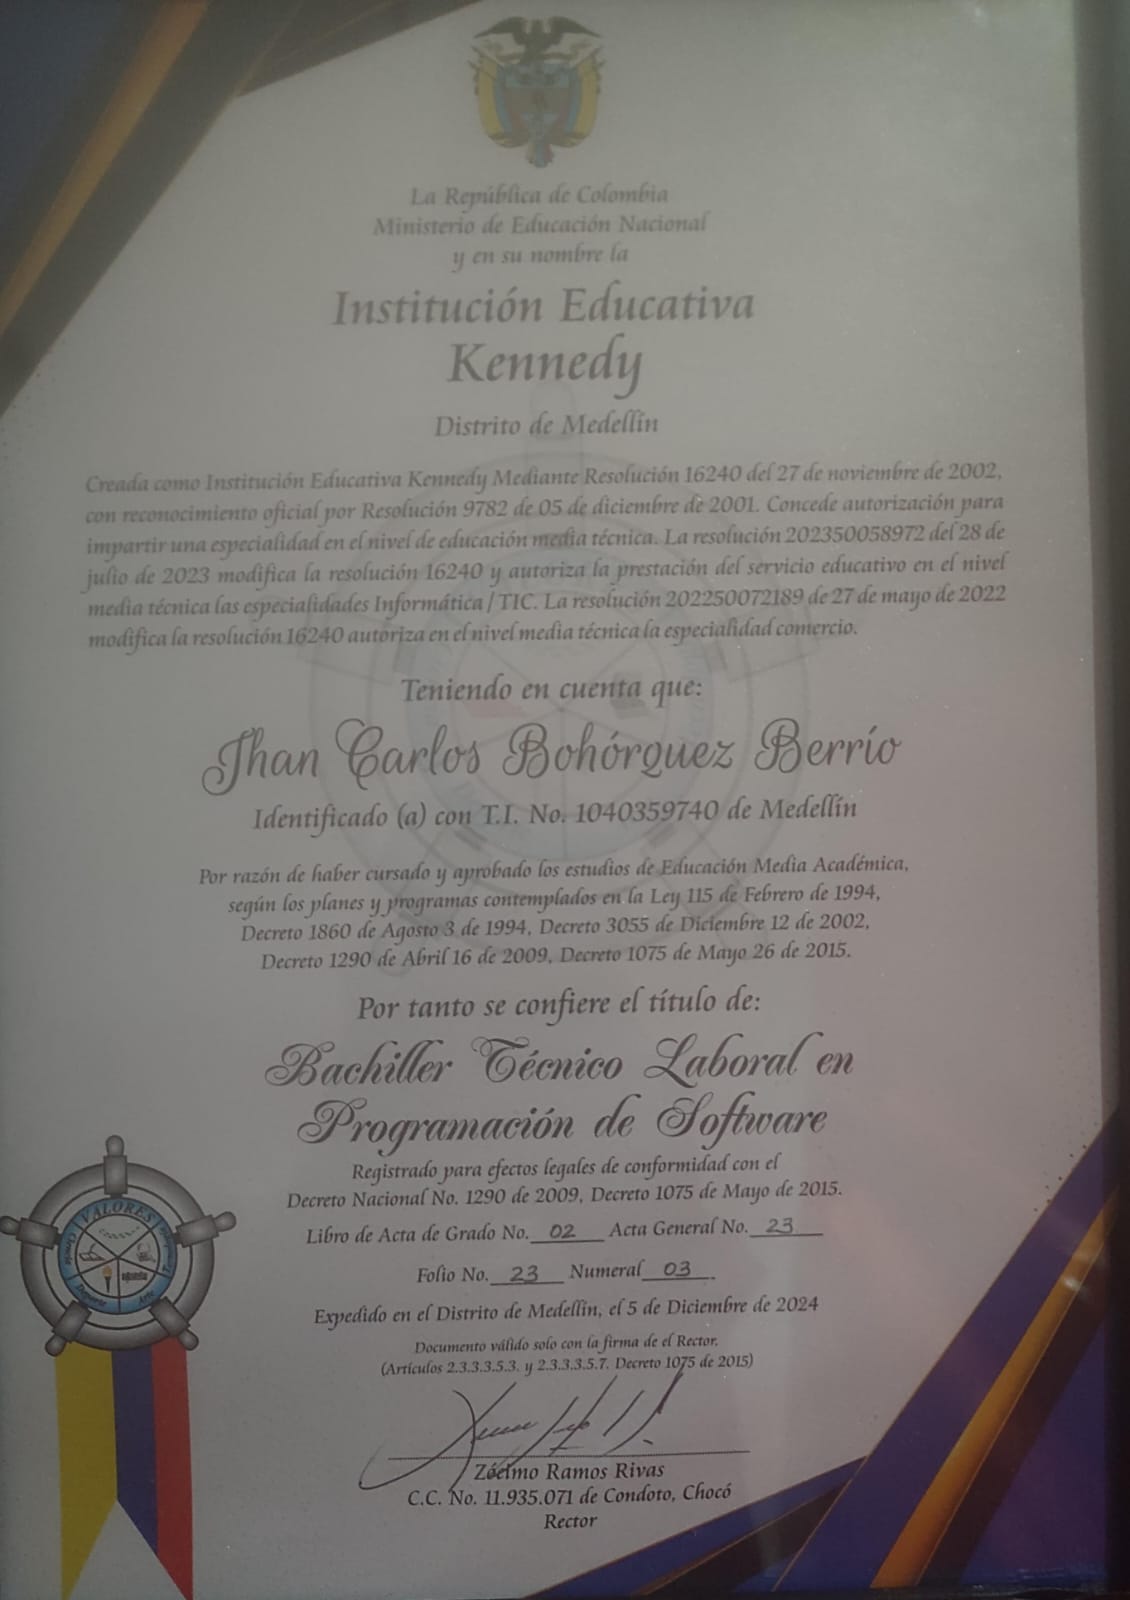 La República de Colombia
Ministerio de Educación Nacional
y en su nombre la
Institución Educativa
Kennedy
Distrito de Medellín
Creada como Institución Educativa Kennedy Mediante Resolución 16240 del 27 de noviembre de 2002,
con reconocimiento oficial por Resolución 9782 de 05 de diciembre de 2001. Concede autorización para
impartir una especialidad en el nivel de educación media técnica. La resolución 202350058972 del 28 de
julio de 2023 modifica la resolución 16240 y autoriza la prestación del servicio educativo en el nivel
media técnica las especialidades Informática / TIC. La resolución 202250072189 de 27 de mayo de 2022
modifica la resolución 16240 autoriza en el nivel media técnica la especialidad comercio.
Teniendo en cuenta que:
Jhan Carlos Bohórquez Berrío
Identificado (a) con T.I. No. 1040359740 de Medellín
Por razón de haber cursado y aprobado los estudios de Educación Media Académica,
según los planes y programas contemplados en la Ley 115 de Febrero de 1994,
Decreto 1860 de Agosto 3 de 1994, Decreto 3055 de Diciembre 12 de 2002,
Decreto 1290 de Abril 16 de 2009, Decreto 1075 de Mayo 26 de 2015.
Por tanto se confiere el título de:
Bachiller Técnico Laboral en
Programación de Software
Registrado para efectos legales de conformidad con el
Decreto Nacional No. 1290 de 2009, Decreto 1075 de Mayo de 2015.
Libro de Acta de Grado No. 02 Acta General No. 23
Folio No. 23 Numeral 03.
Expedido en el Distrito de Medellín, el 5 de Diciembre de 2024
Documento válido solo con la firma de el Rector.
(Artículos 2.3.3.3.5.3. y 2.3.3.3.5.7. Decreto 1075 de 2015)
Zócimo Ramos Rivas
C.C. No. 11.935.071 de Condoto, Chocó
Rector
VALORES
Deporte
Arte